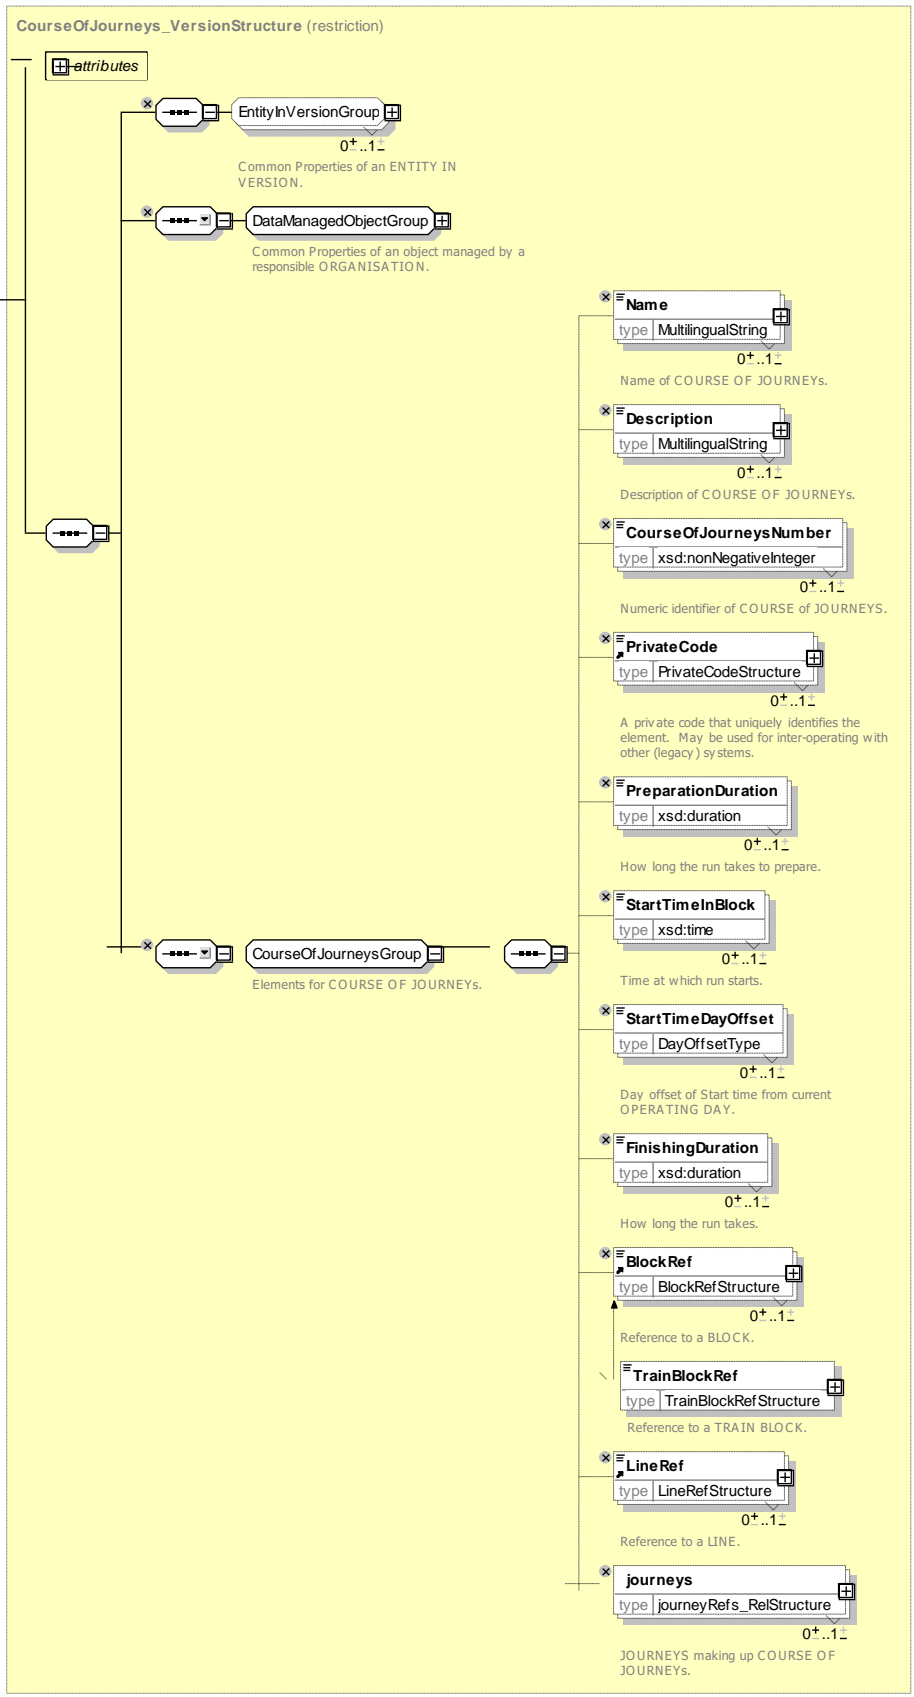 CourseOfJourneys_VersionStructure (restriction)
attributes
EntityInVersionGroup
0..1
Common Properties of an ENTITY IN
VERSION.
DataManagedObjectGroup
Common Properties of an object managed by a
responsible ORGANISATION.
Name
type MultilingualString
0..1
Name of COURSE OF JOURNEYs.
Description
type MultilingualString
0..1
Description of COURSE OF JOURNEYs.
CourseOfJourneysNumber
type xsd:nonNegativeInteger
0..1
Numeric identifier of COURSE of JOURNEYS.
PrivateCode
type PrivateCodeStructure
0..1
A private code that uniquely identifies the
element. May be used for inter-operating with
other (legacy) systems.
PreparationDuration
type xsd:duration
0..1
How long the run takes to prepare.
StartTimeInBlock
type xsd:time
0..1
Time at which run starts.
CourseOfJourneysGroup
Elements for COURSE OF JOURNEYs.
StartTimeDayOffset
type DayOffsetType
0..1
Day offset of Start time from current
OPERATING DAY.
FinishingDuration
type xsd:duration
0..1
How long the run takes.
BlockRef
type BlockRefStructure
0..1
Reference to a BLOCK.
TrainBlockRef
type TrainBlockRefStructure
Reference to a TRAIN BLOCK.
LineRef
type LineRefStructure
0..1
Reference to a LINE.
journeys
type journeyRefs_RelStructure
0..1
JOURNEYS making up COURSE OF
JOURNEYs.